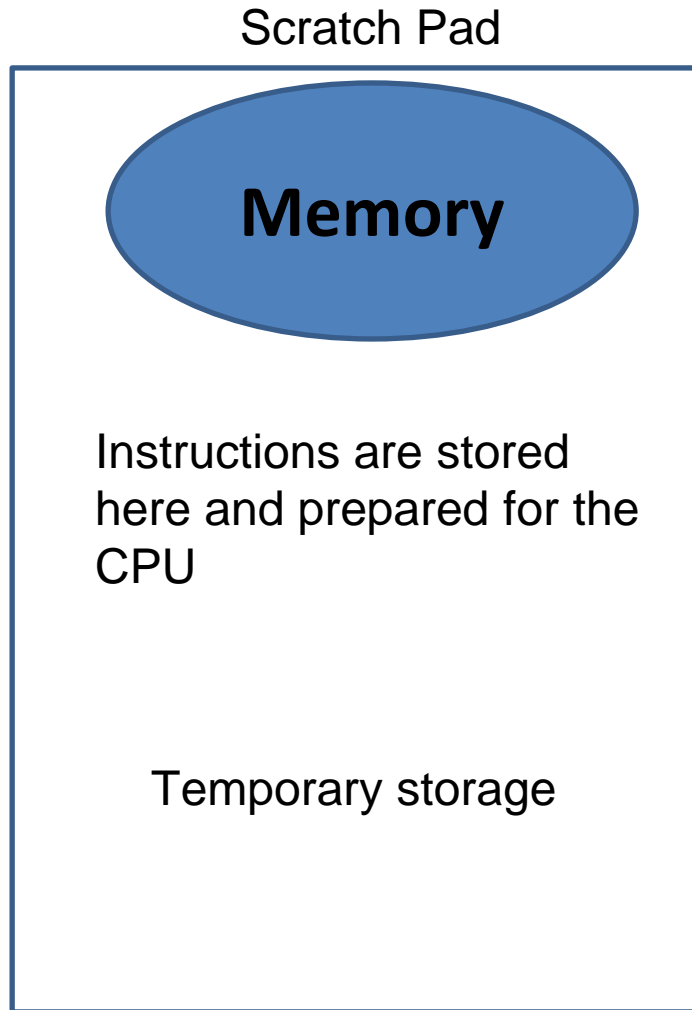 Scratch Pad
Memory
Instructions are stored
here and prepared for the
CPU
Temporary storage